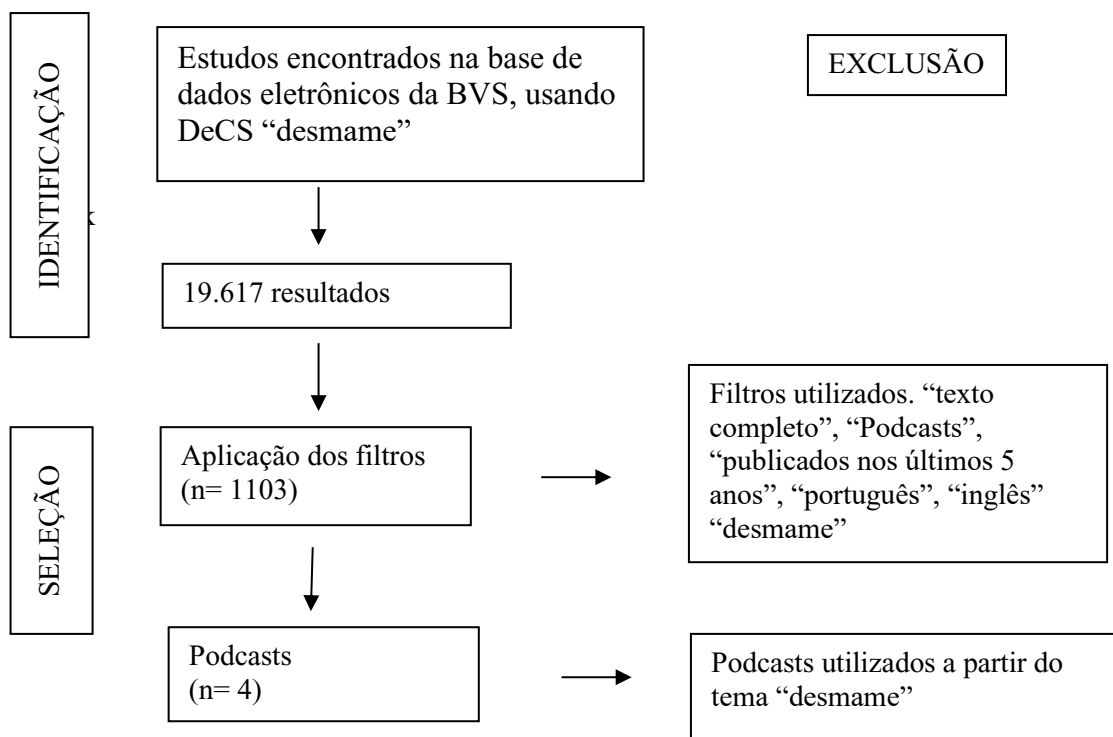 IDENTIFICAÇÃO
Estudos encontrados na base de
dados eletrônicos da BVS, usando
DeCS “desmame”
EXCLUSÃO
19.617 resultados
SELEÇÃO
Aplicação dos filtros
(n= 1103)
Filtros utilizados. “texto
completo”, “Podcasts”,
“publicados nos últimos 5
anos”, “português”, “inglês”
“desmame”
Podcasts
(n= 4)
Podcasts utilizados a partir do
tema “desmame”